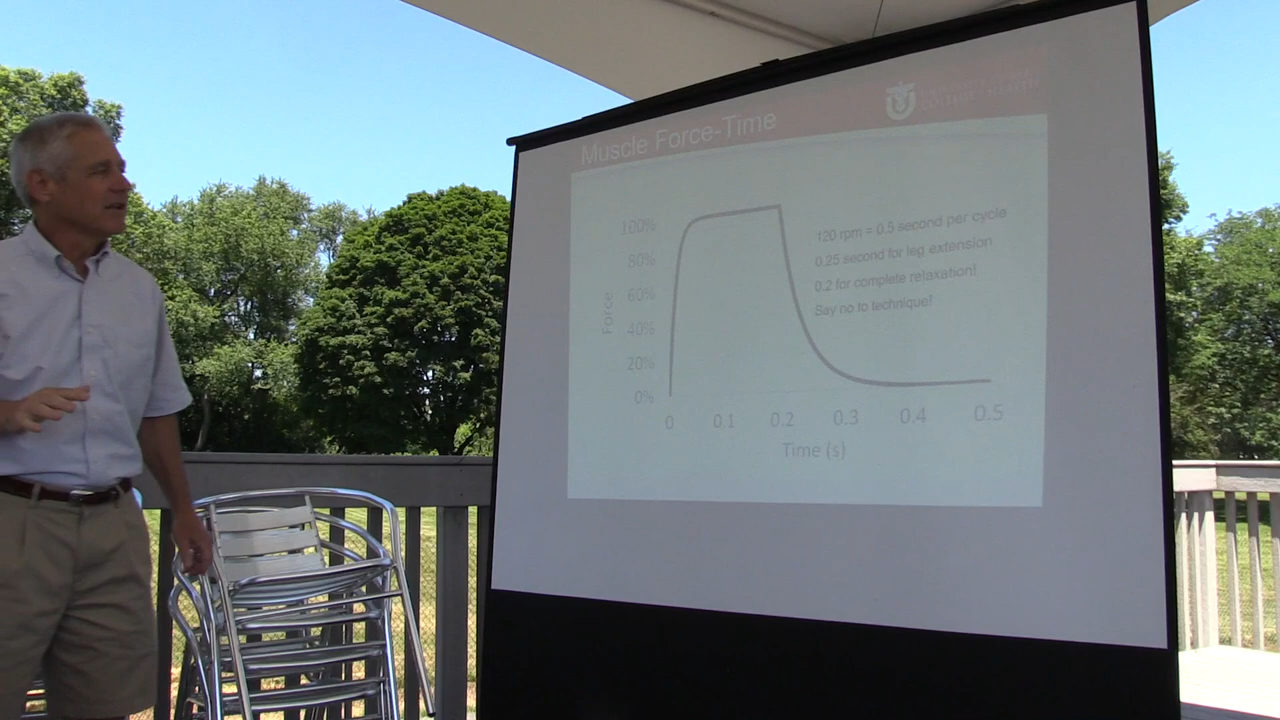 Muscle Force-Time
100%
80%
60%
40%
20%
0%
Force
0 0.1 0.2 0.3 0.4 0.5
Time (s)
120 rpm = 0.5 second per cycle
0.25 second for leg extension
0.2 for complete relaxation!
Say no to technique!